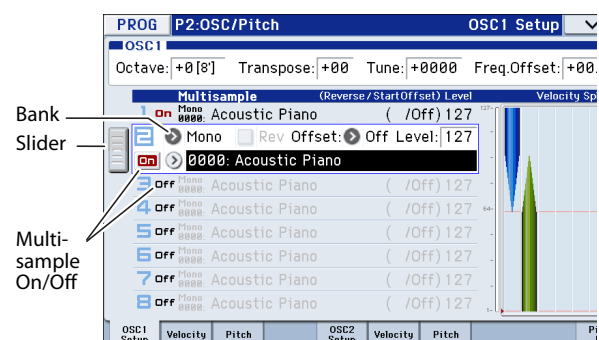 PROG P2:OSC/Pitch OSC1 Setup
OSC1
Octave: +0[8'] Transpose: +00 Tune: +0000 Freq.Offset: +00.
Multisample (Reverse/StartOffset) Level Velocity Sp
1 On Mono 0000: Acoustic Piano ( /Off) 127
127-
Bank
2 Mono Rev Offset: Off Level: 127
Slider
On 0000: Acoustic Piano
3 Off Mono 0000: Acoustic Piano ( /Off) 127
4 Off Mono 0000: Acoustic Piano ( /Off) 127
64-
5 Off Mono 0000: Acoustic Piano ( /Off) 127
Multi-
sample
On/Off
6 Off Mono 0000: Acoustic Piano ( /Off) 127
7 Off Mono 0000: Acoustic Piano ( /Off) 127
8 Off Mono 0000: Acoustic Piano ( /Off) 127
1-
OSC1 Setup Velocity Pitch OSC2 Setup Velocity Pitch Pi